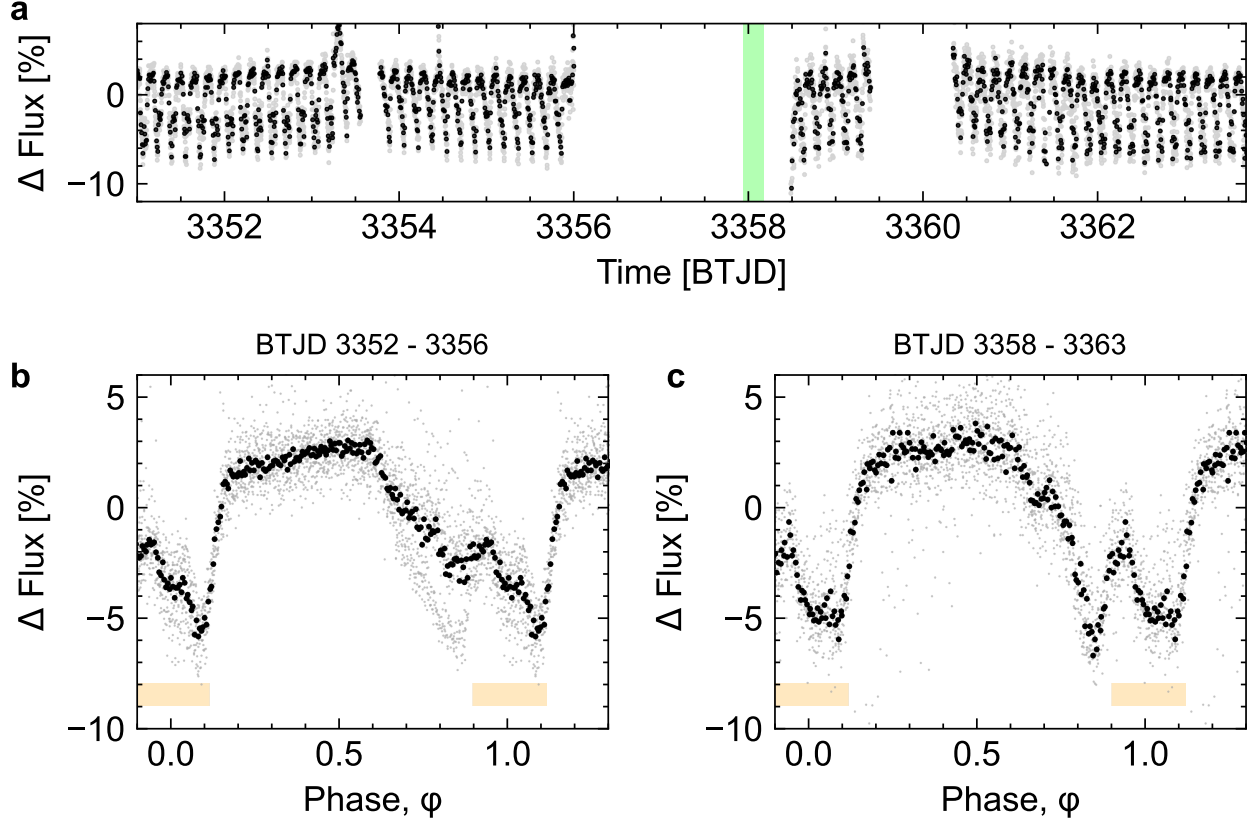 a
Δ Flux [%]
0
−10
3352 3354 3356 3358 3360 3362
Time [BTJD]
BTJD 3352 - 3356
b
Δ Flux [%]
5
0
−5
−10
0.0 0.5 1.0
Phase, φ
BTJD 3358 - 3363
c
Δ Flux [%]
5
0
−5
−10
0.0 0.5 1.0
Phase, φ